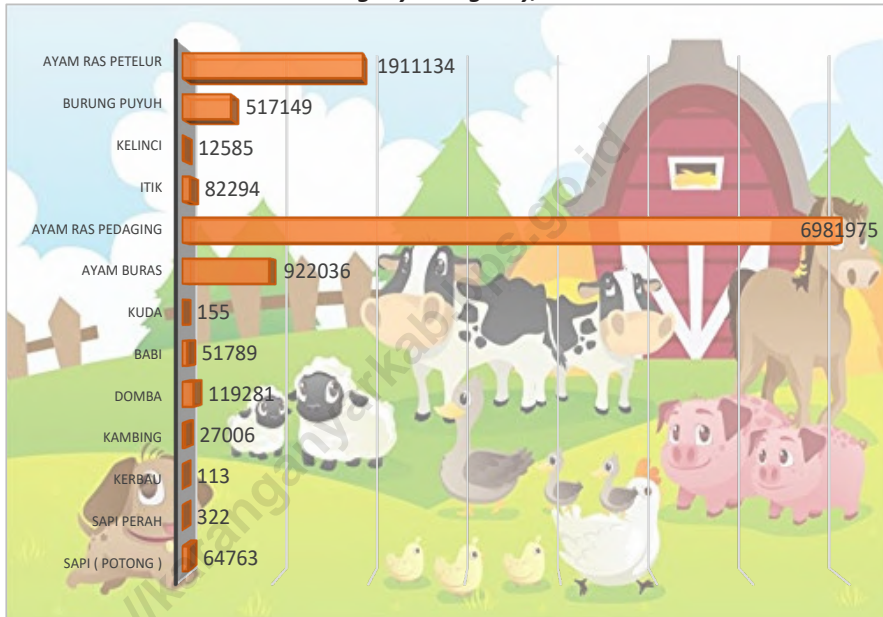 AYAM RAS PETELUR 1911134
BURUNG PUYUH 517149
KELINCI 12585
ITIK 82294
AYAM RAS PEDAGING 6981975
AYAM BURAS 922036
KUDA 155
BABI 51789
DOMBA 119281
KAMBING 27006
KERBAU 113
SAPI PERAH 322
SAPI ( POTONG ) 64763